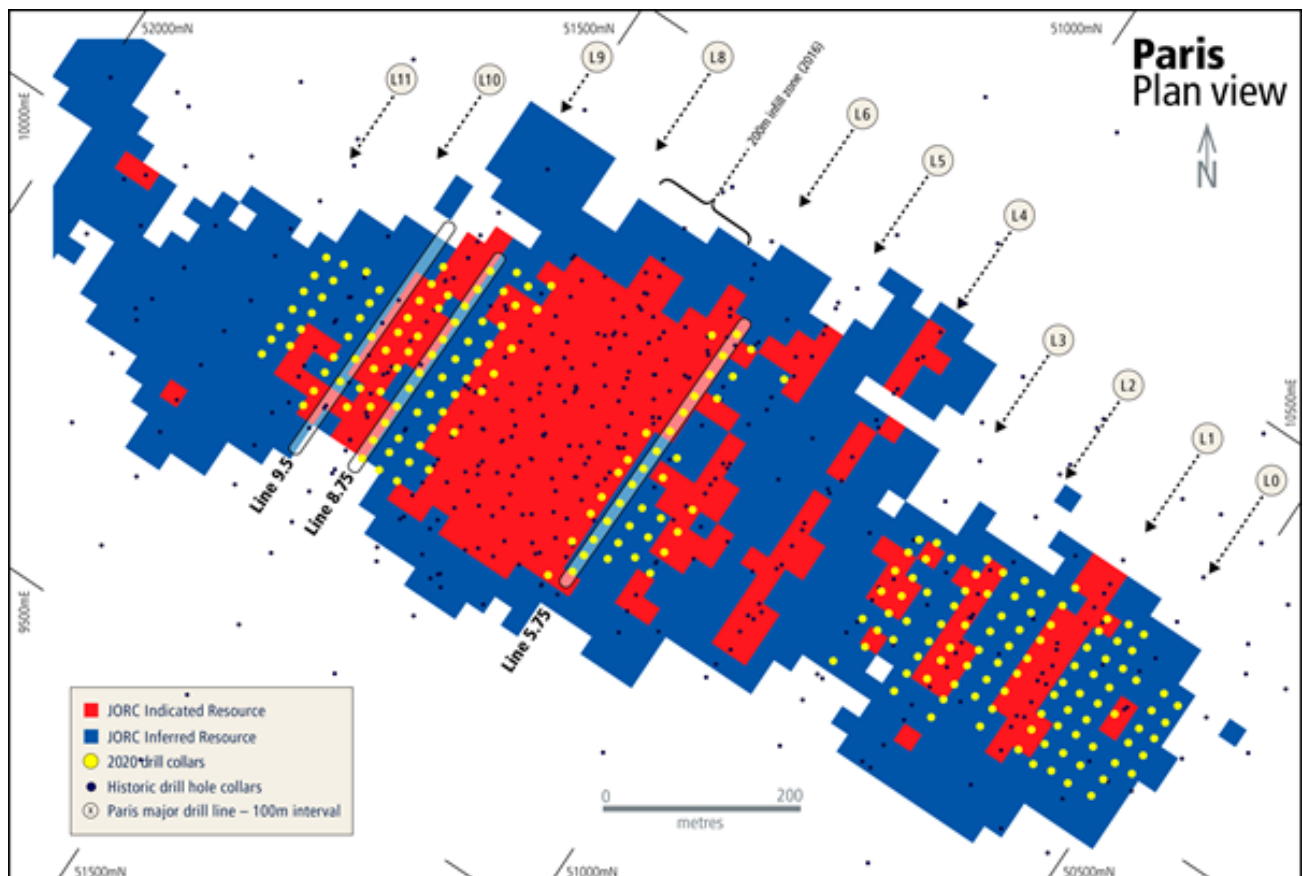 52000mN
51500mN
51000mN
Paris
Plan view
N
10000mE
L11
L10
L9
L8
200m infill zone (2016)
L6
L5
L4
L3
L2
L1
L0
10500mE
9500mE
Line 9.5
Line 8.75
Line 5.75
JORC Indicated Resource
JORC Inferred Resource
2020 drill collars
Historic drill hole collars
x Paris major drill line – 100m interval
0 200
metres
51500mN
51000mN
50500mN